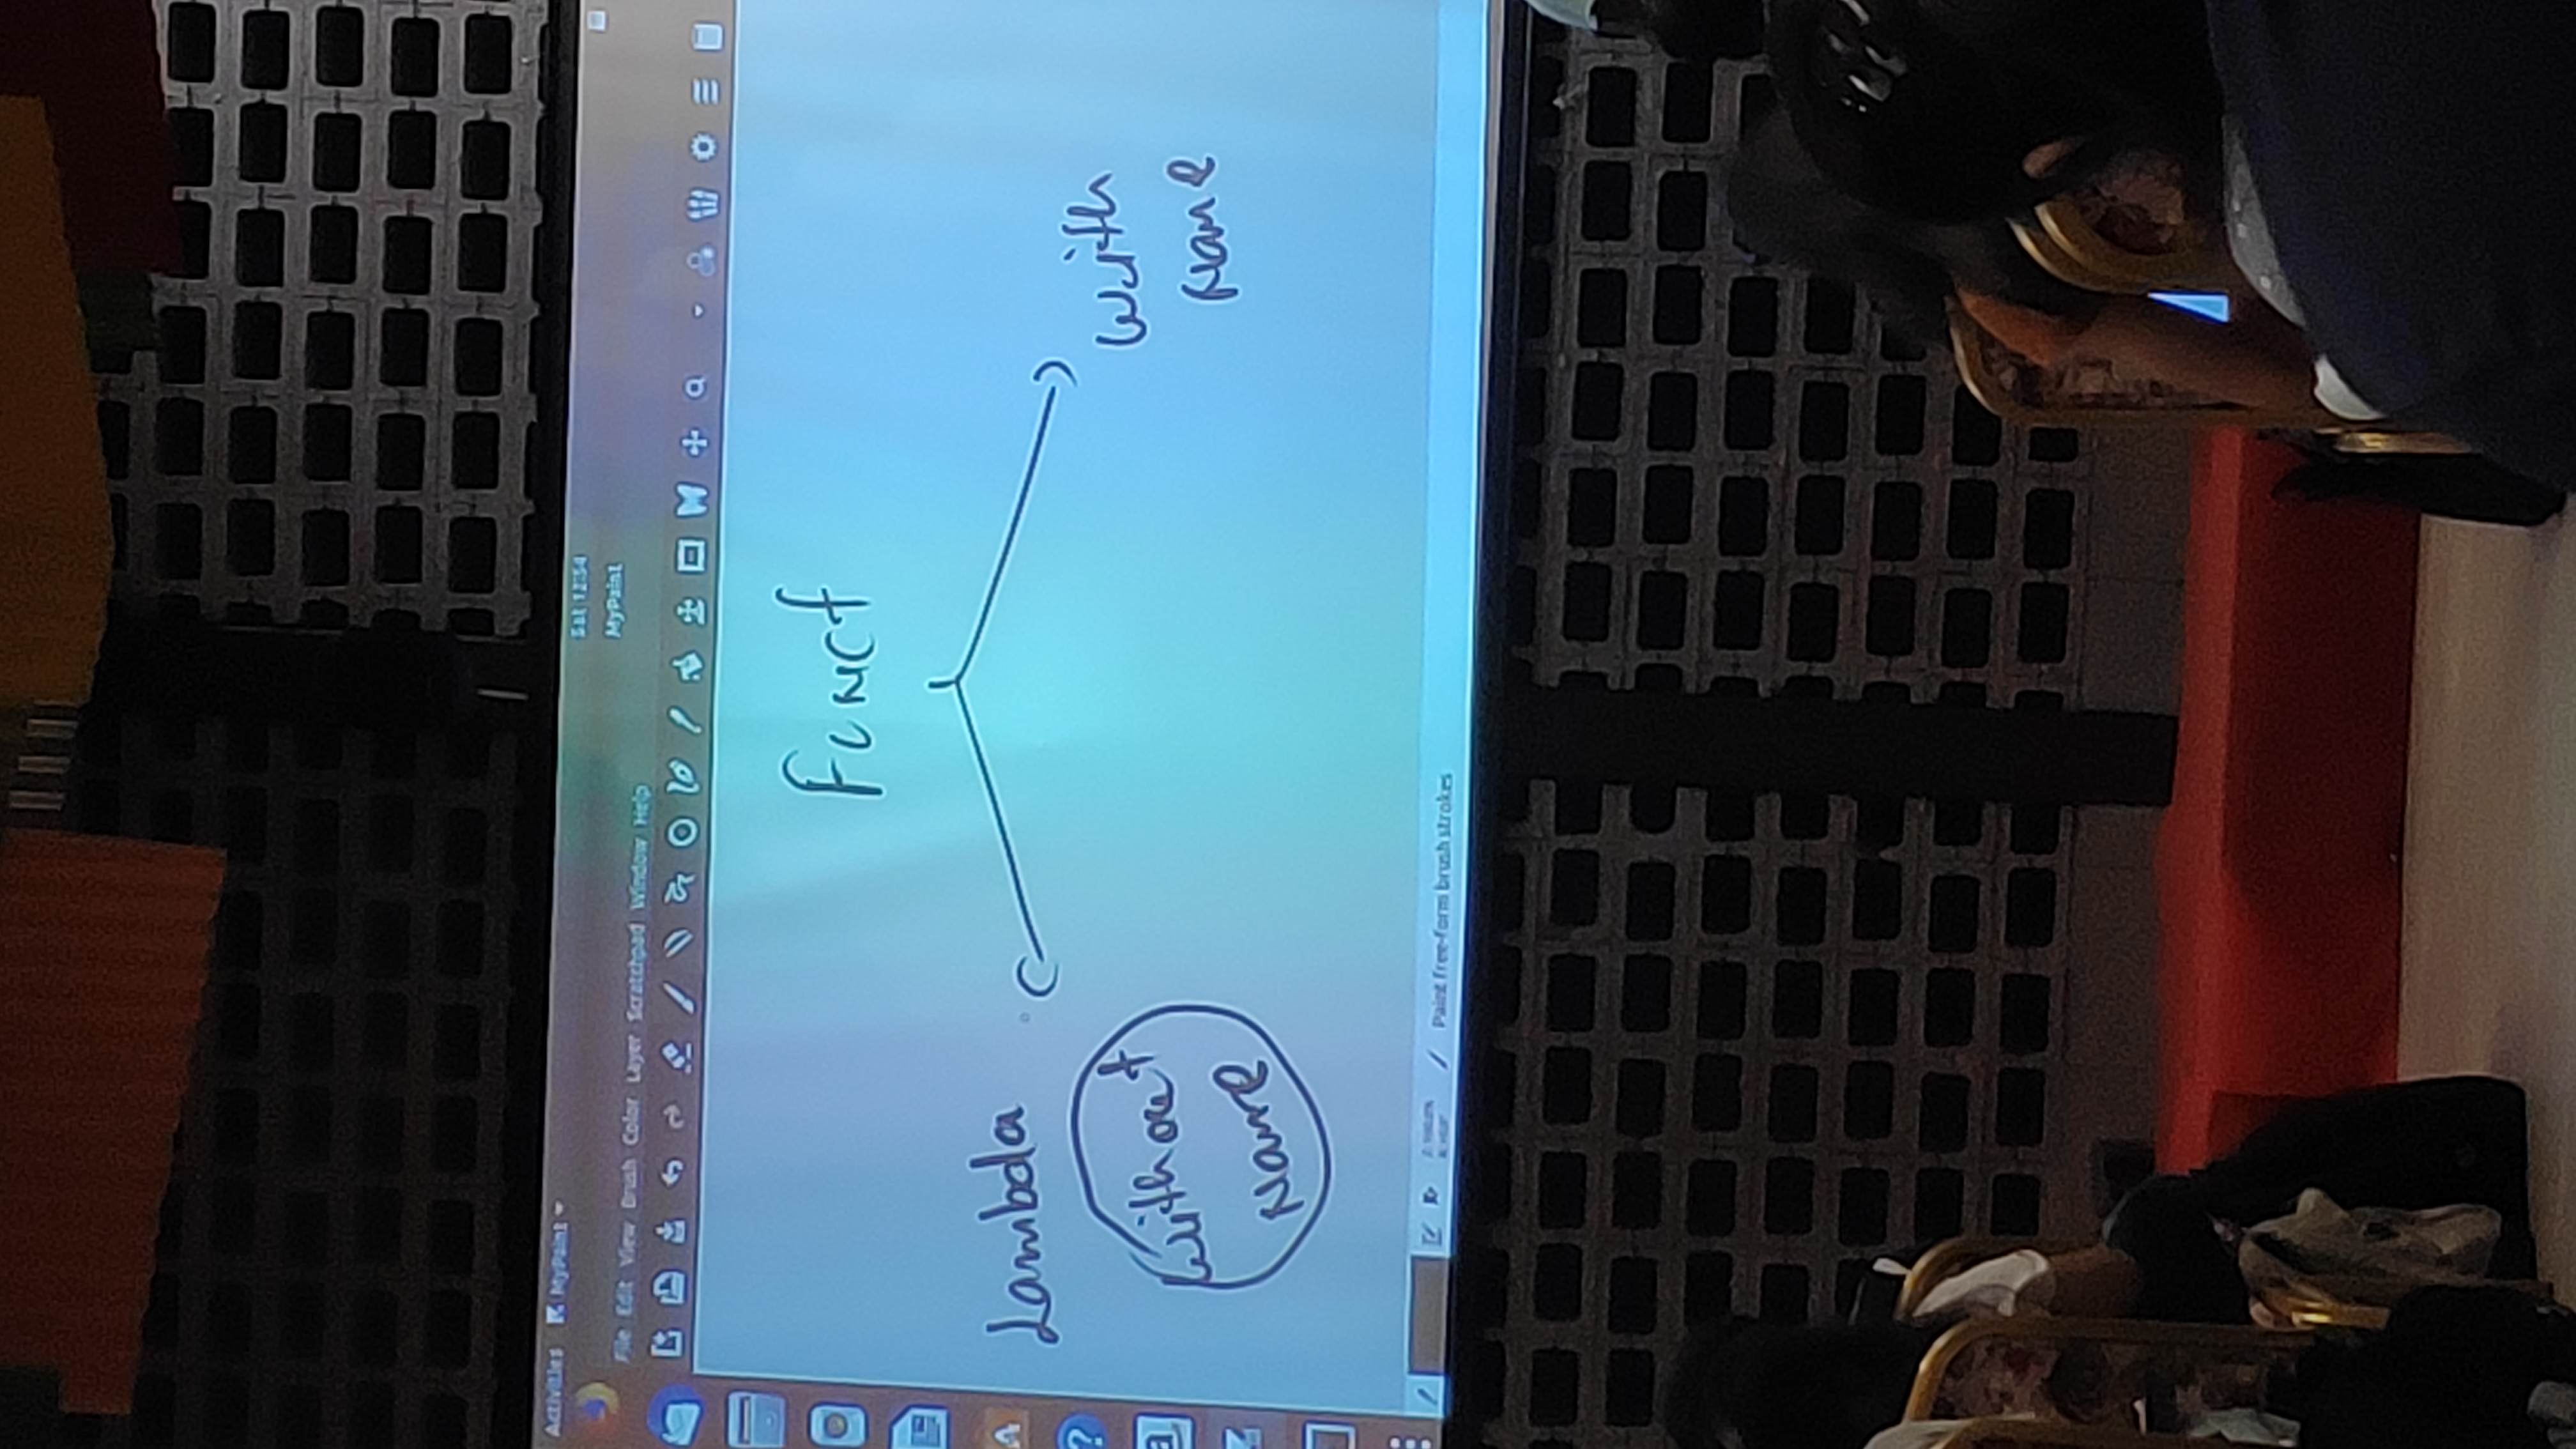 Activities MyPaint
Sat 12:54
MyPaint
File Edit View Brush Color Layer Scratchpad Window Help
Funct
Lambda
without
Name
With
Name
Paint free-form brush strokes